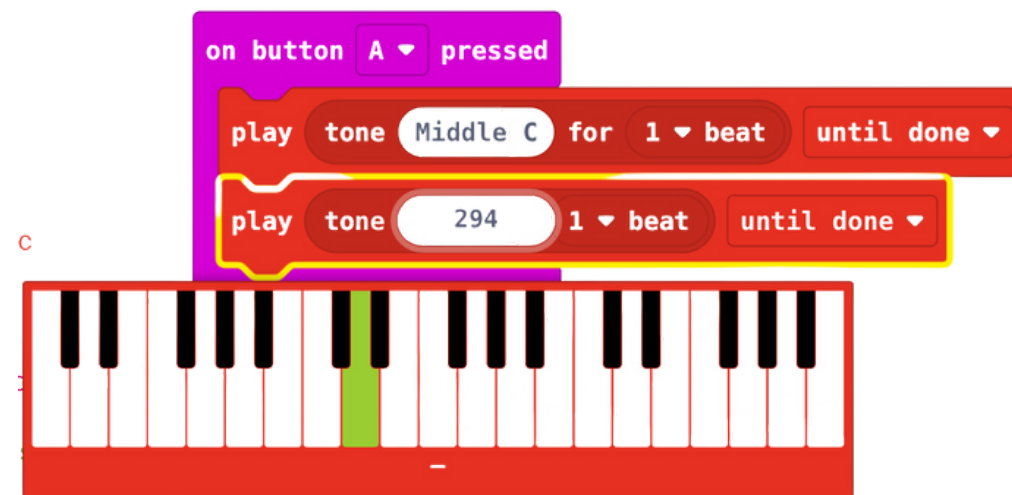 on button A pressed
play tone Middle C for 1 beat until done
play tone 294 1 beat until done
C